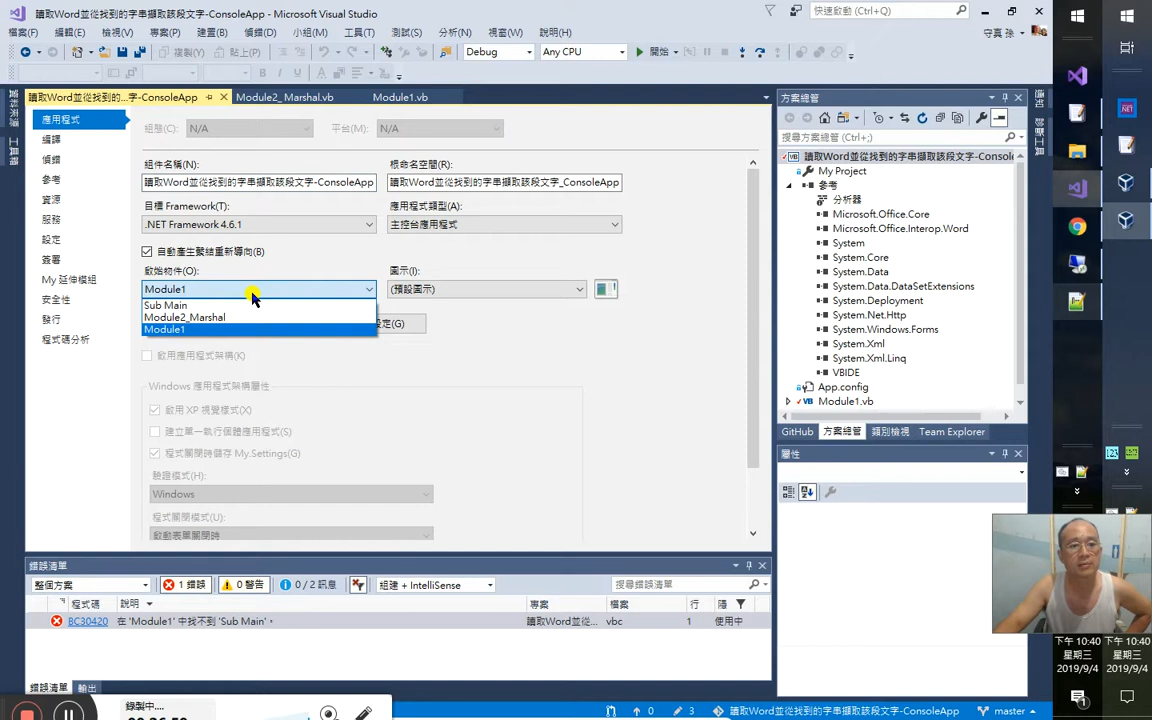 讀取Word並從找到的字串擷取該段文字-ConsoleApp - Microsoft Visual Studio
快速啟動 (Ctrl+Q)
檔案(F) 編輯(E) 檢視(V) 專案(P) 建置(B) 偵錯(D) 小組(M) 工具(T) 測試(S) 分析(N) 視窗(W) 說明(H)
守真 孫
複製(Y) 貼上(P) Debug Any CPU 開始
讀取Word並從找到的...字-ConsoleApp Module2_ Marshal.vb Module1.vb
應用程式
編譯
偵錯
參考
資源
服務
設定
簽署
My 延伸模組
安全性
發行
程式碼分析
組態(C): N/A 平台(M): N/A
組件名稱(N): 根命名空間(R):
讀取Word並從找到的字串擷取該段文字-ConsoleApp 讀取Word並從找到的字串擷取該段文字_ConsoleApp
目標 Framework(T): 應用程式類型(A):
.NET Framework 4.6.1 主控台應用程式
自動產生繫結重新導向(B)
啟始物件(O): 圖示(I):
Module1 (預設圖示)
Sub Main
Module2_Marshal
Module1
設定(G)
啟用應用程式架構(K)
Windows 應用程式架構屬性
啟用 XP 視覺樣式(X)
建立單一執行個體應用程式(S)
程式關閉時儲存 My.Settings(G)
驗證模式(H):
Windows
程式關閉模式(U):
啟動表單關閉時
方案總管
搜尋方案總管 (Ctrl+;)
讀取Word並從找到的字串擷取該段文字-Consol
My Project
參考
分析器
Microsoft.Office.Core
Microsoft.Office.Interop.Word
System
System.Core
System.Data
System.Data.DataSetExtensions
System.Deployment
System.Net.Http
System.Windows.Forms
System.Xml
System.Xml.Linq
VBIDE
App.config
Module1.vb
GitHub 方案總管 類別檢視 Team Explorer
屬性
錯誤清單
整個方案 1 錯誤 0 警告 0 / 2 訊息 組建 + IntelliSense 搜尋錯誤清單
程式碼 說明 專案 檔案 行 隱
BC30420 在 'Module1' 中找不到 'Sub Main'。 讀取Word並從... vbc 1 使用中
錯誤清單 輸出
錄製中....
0 3 讀取Word並從找到的字串擷取該段文字-ConsoleApp master
下午 10:40
星期三
2019/9/4
下午 10:40
星期三
2019/9/4